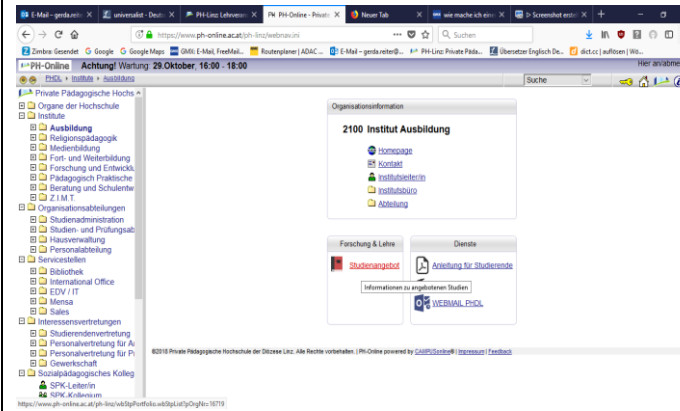 E-Mail – gerda.reiter
universalist - Deuts
PH-Linz Lehrveran
PH-Online - Private
Neuer Tab
wie mache ich ein
Screenshot erstel
https://www.ph-online.ac.at/ph-linz/webnav.ini
Suchen
Zimbra: Gesendet Google Google Maps GMX: E-Mail, FreeMail... Routenplaner | ADAC ... E-Mail – gerda.reiter@... PH-Linz: Private Päda... Übersetzer Englisch De... dict.cc | auflösen | Wö...
PH-Online Achtung! Wartung: 29.Oktober, 16:00 - 18:00 Hier an/abme
PHDL Institute Ausbildung Suche
Private Pädagogische Hochs
Organe der Hochschule
Institute
Ausbildung
Religionspädagogik
Medienbildung
Fort- und Weiterbildung
Forschung und Entwicklu
Pädagogisch Praktische
Beratung und Schulentw
Z.I.M.T.
Organisationsabteilungen
Studienadministration
Studien- und Prüfungsab
Hausverwaltung
Personalabteilung
Servicestellen
Bibliothek
International Office
EDV / IT
Mensa
Sales
Interessensvertretungen
Studierendenvertretung
Personalvertretung für A
Personalvertretung für P
Gewerkschaft
Sozialpädagogisches Kolleg
SPK-Leiter/in
SPK-Kollegium
Organisationsinformation
2100 Institut Ausbildung
Homepage
Kontakt
Institutsleiter/in
Institutsbüro
Abteilung
Forschung & Lehre
Studienangebot
Informationen zu angebotenen Studien
Dienste
Anleitung für Studierende
WEBMAIL PHDL
©2018 Private Pädagogische Hochschule der Diözese Linz. Alle Rechte vorbehalten. | PH-Online powered by CAMPUSonline® | Impressum | Feedback
https://www.ph-online.ac.at/ph-linz/wbStpPortfolio.wbStpList?pOrgNr=16719